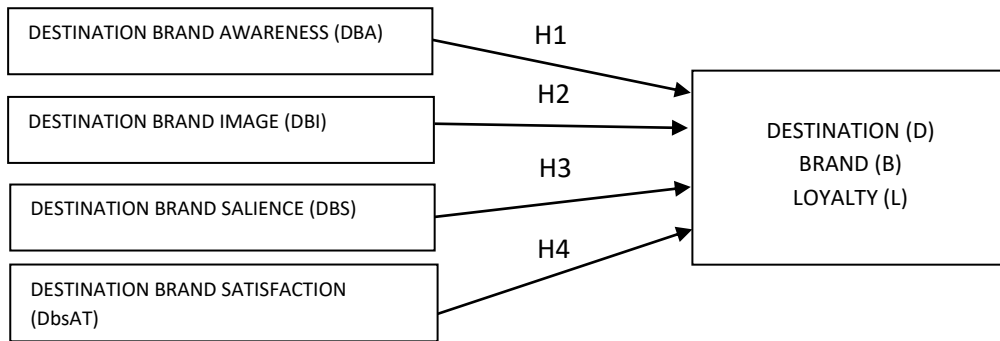 DESTINATION BRAND AWARENESS (DBA)
H1
H2
DESTINATION BRAND IMAGE (DBI)
DESTINATION (D)
BRAND (B)
LOYALTY (L)
H3
DESTINATION BRAND SALIENCE (DBS)
H4
DESTINATION BRAND SATISFACTION
(DbsAT)